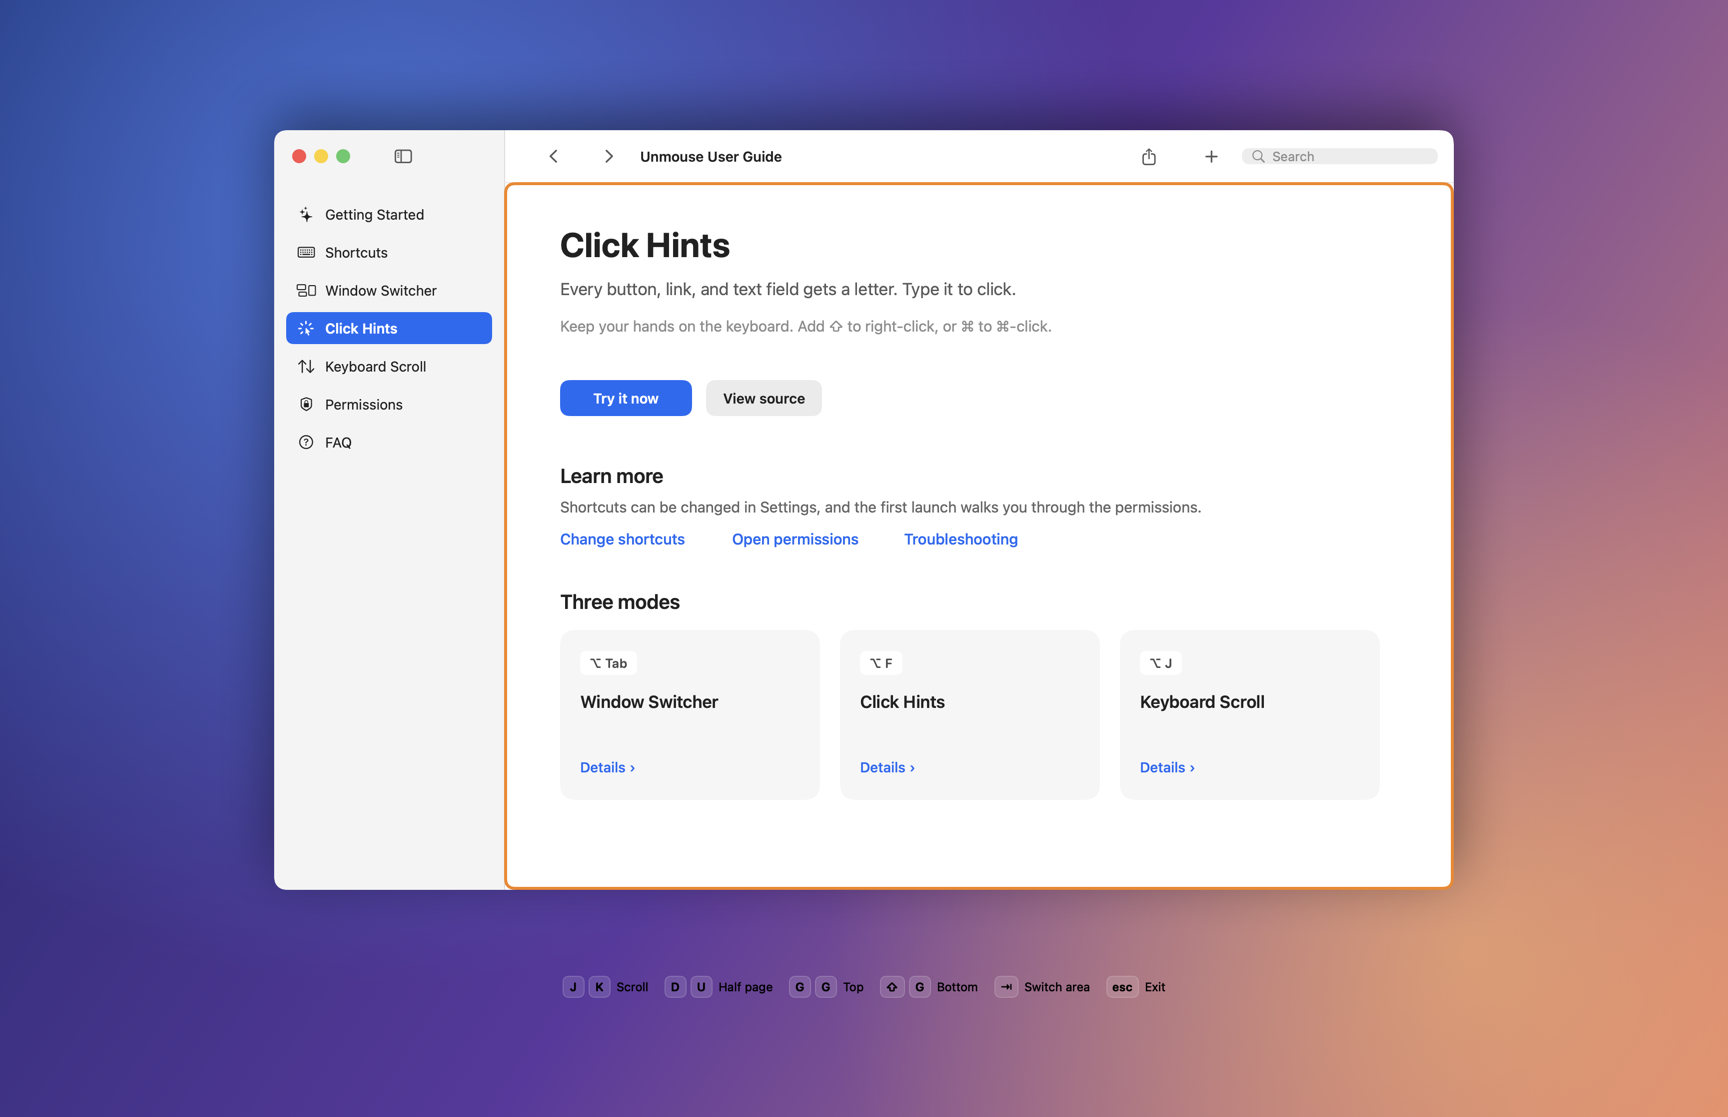 Unmouse User Guide
Search
Getting Started
Shortcuts
Window Switcher
Click Hints
Keyboard Scroll
Permissions
FAQ
Click Hints
Every button, link, and text field gets a letter. Type it to click.
Keep your hands on the keyboard. Add ⇧ to right-click, or ⌘ to ⌘-click.
Try it now
View source
Learn more
Shortcuts can be changed in Settings, and the first launch walks you through the permissions.
Change shortcuts
Open permissions
Troubleshooting
Three modes
⌥ Tab
Window Switcher
Details ›
⌥ F
Click Hints
Details ›
⌥ J
Keyboard Scroll
Details ›
J K Scroll D U Half page G G Top ⇧ G Bottom ⇥ Switch area esc Exit